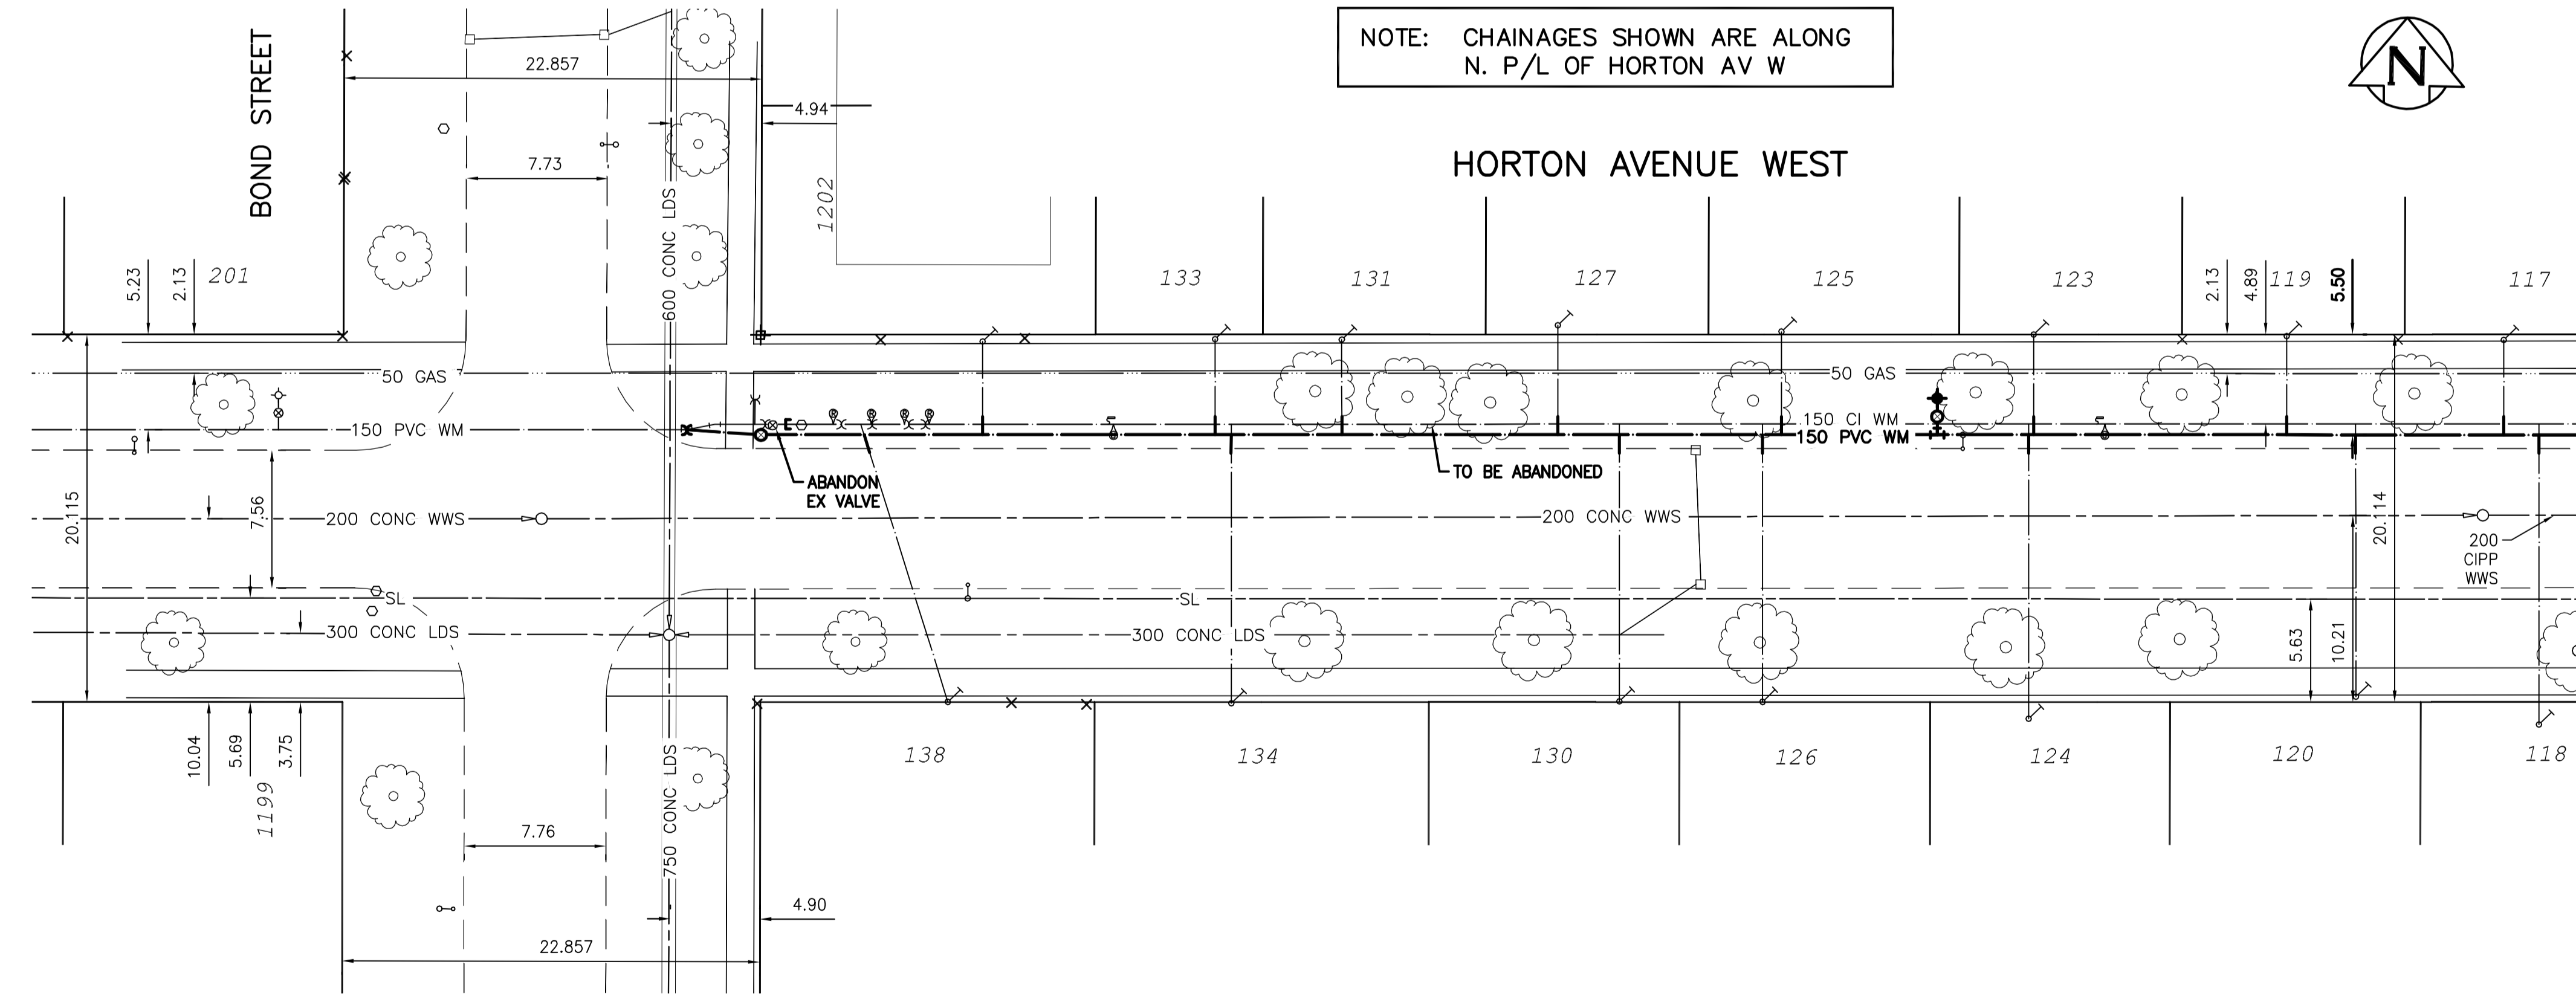 NOTE: CHAINAGES SHOWN ARE ALONG
N. P/L OF HORTON AV W
N
BOND STREET
HORTON AVENUE WEST
22.857
4.94
7.73
600 CONC LDS
1202
5.23
2.13
201
133
131
127
125
123
2.13
4.89
119
5.50
117
50 GAS
50 GAS
150 PVC WM
150 CI WM
150 PVC WM
E
ABANDON
EX VALVE
TO BE ABANDONED
20.115
7.56
200 CONC WWS
200 CONC WWS
20.114
200
CIPP
WWS
SL
SL
300 CONC LDS
300 CONC LDS
5.63
10.21
10.04
5.69
3.75
1199
750 CONC LDS
138
134
130
126
124
120
118
7.76
4.90
22.857